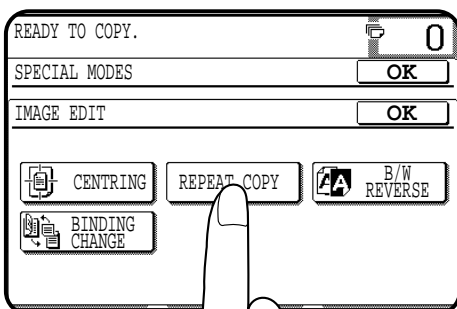 READY TO COPY.
0
SPECIAL MODES
OK
IMAGE EDIT
OK
CENTRING
REPEAT COPY
B/W
REVERSE
BINDING
CHANGE